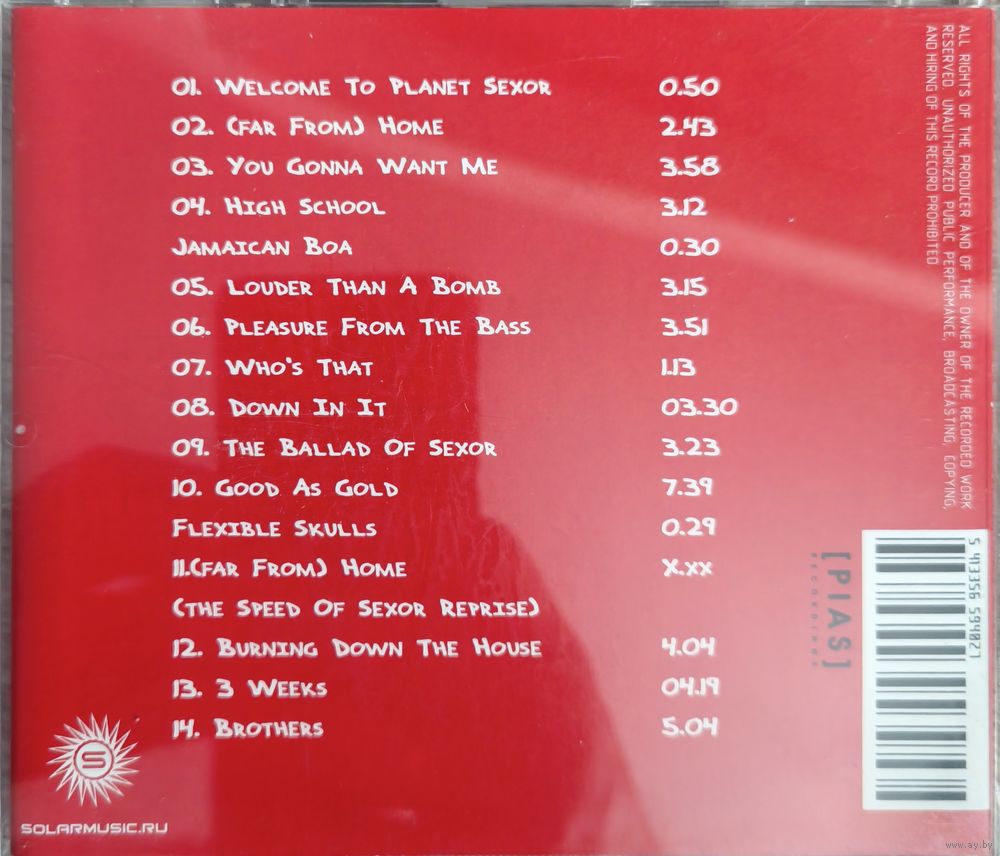 01. Welcome To Planet Sexor 0.50
02. (Far From) Home 2.43
03. You Gonna Want Me 3.58
04. High School 3.12
Jamaican Boa 0.30
05. Louder Than A Bomb 3.15
06. Pleasure From The Bass 3.51
07. Who's That 1.13
08. Down In It 03.30
09. The Ballad Of Sexor 3.23
10. Good As Gold 7.39
Flexible Skulls 0.29
11.(Far From) Home X.xx
(The Speed Of Sexor Reprise)
12. Burning Down The House 4.04
13. 3 Weeks 04.19
14. Brothers 5.04
ALL RIGHTS OF THE PRODUCER AND OF THE OWNER OF THE RECORDED WORK
RESERVED. UNAUTHORIZED PUBLIC PERFORMANCE, BROADCASTING, COPYING,
AND HIRING OF THIS RECORD PROHIBITED
[PIAS]
RECORDINGS
5 413356 594027
S
SOLARMUSIC.RU
www.ay.by